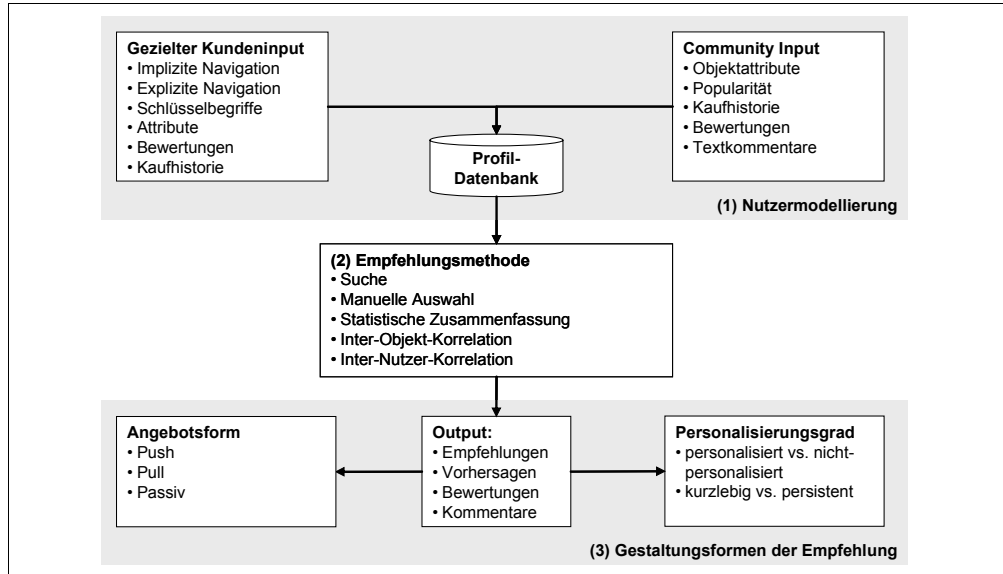 Gezielter Kundeninput
• Implizite Navigation
• Explizite Navigation
• Schlüsselbegriffe
• Attribute
• Bewertungen
• Kaufhistorie
Community Input
• Objektattribute
• Popularität
• Kaufhistorie
• Bewertungen
• Textkommentare
Profil-
Datenbank
(1) Nutzermodellierung
(2) Empfehlungsmethode
• Suche
• Manuelle Auswahl
• Statistische Zusammenfassung
• Inter-Objekt-Korrelation
• Inter-Nutzer-Korrelation
Angebotsform
• Push
• Pull
• Passiv
Output:
• Empfehlungen
• Vorhersagen
• Bewertungen
• Kommentare
Personalisierungsgrad
• personalisiert vs. nicht-
personalisiert
• kurzlebig vs. persistent
(3) Gestaltungsformen der Empfehlung